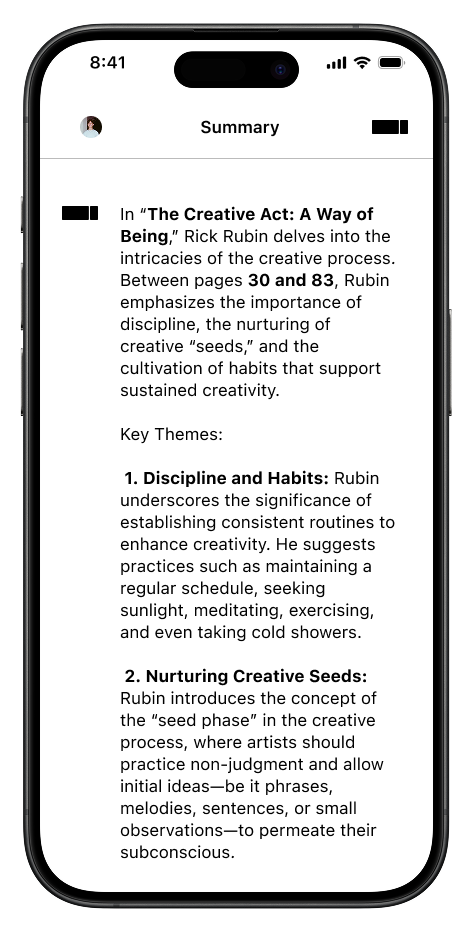 8:41
Summary
In “The Creative Act: A Way of
Being,” Rick Rubin delves into the
intricacies of the creative process.
Between pages 30 and 83, Rubin
emphasizes the importance of
discipline, the nurturing of
creative “seeds,” and the
cultivation of habits that support
sustained creativity.
Key Themes:
1. Discipline and Habits: Rubin
underscores the significance of
establishing consistent routines to
enhance creativity. He suggests
practices such as maintaining a
regular schedule, seeking
sunlight, meditating, exercising,
and even taking cold showers.
2. Nurturing Creative Seeds:
Rubin introduces the concept of
the “seed phase” in the creative
process, where artists should
practice non-judgment and allow
initial ideas—be it phrases,
melodies, sentences, or small
observations—to permeate their
subconscious.